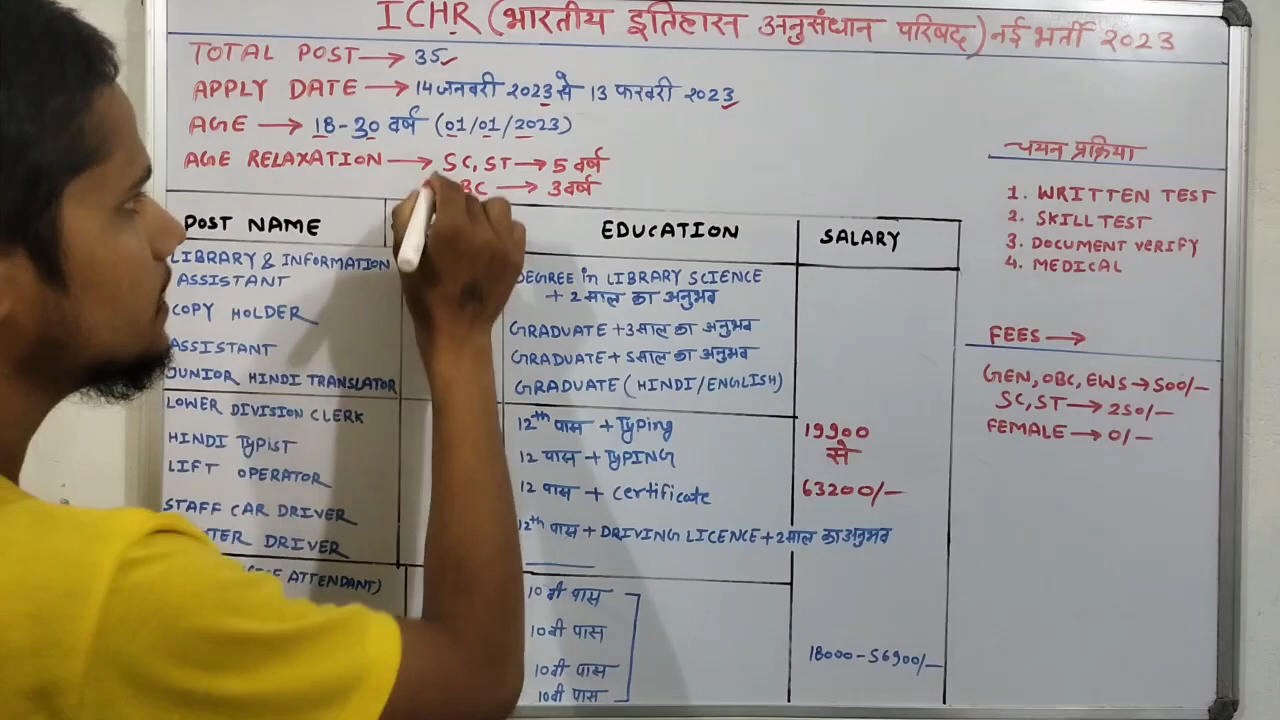 ICHR (भारतीय इतिहास अनुसंधान परिषद) नई भर्ती 2023
TOTAL POST → 35
APPLY DATE → 14 जनवरी 2023 से 13 फरवरी 2023
AGE → 18-30 वर्ष (01/01/2023)
AGE RELAXATION → SC, ST → 5 वर्ष
BC → 3 वर्ष
POST NAME EDUCATION SALARY
LIBRARY & INFORMATION ASSISTANT
DEGREE in LIBRARY SCIENCE
+ 2 साल का अनुभव
COPY HOLDER GRADUATE + 3 साल का अनुभव
ASSISTANT GRADUATE + 5 साल का अनुभव
JUNIOR HINDI TRANSLATOR GRADUATE (HINDI/ENGLISH)
LOWER DIVISION CLERK 12th पास + Typing
HINDI TYPIST 12 पास + TYPING
LIFT OPERATOR 12 पास + Certificate
19900
से
63200/-
STAFF CAR DRIVER 12th पास + DRIVING LICENCE + 2 साल का अनुभव
DRIVER
ATTENDANT)
10वी पास
10वी पास
10वी पास
10वी पास
18000-56900/-
चयन प्रक्रिया
1. WRITTEN TEST
2. SKILL TEST
3. DOCUMENT VERIFY
4. MEDICAL
FEES →
GEN, OBC, EWS → 500/-
SC, ST → 250/-
FEMALE → 0/-